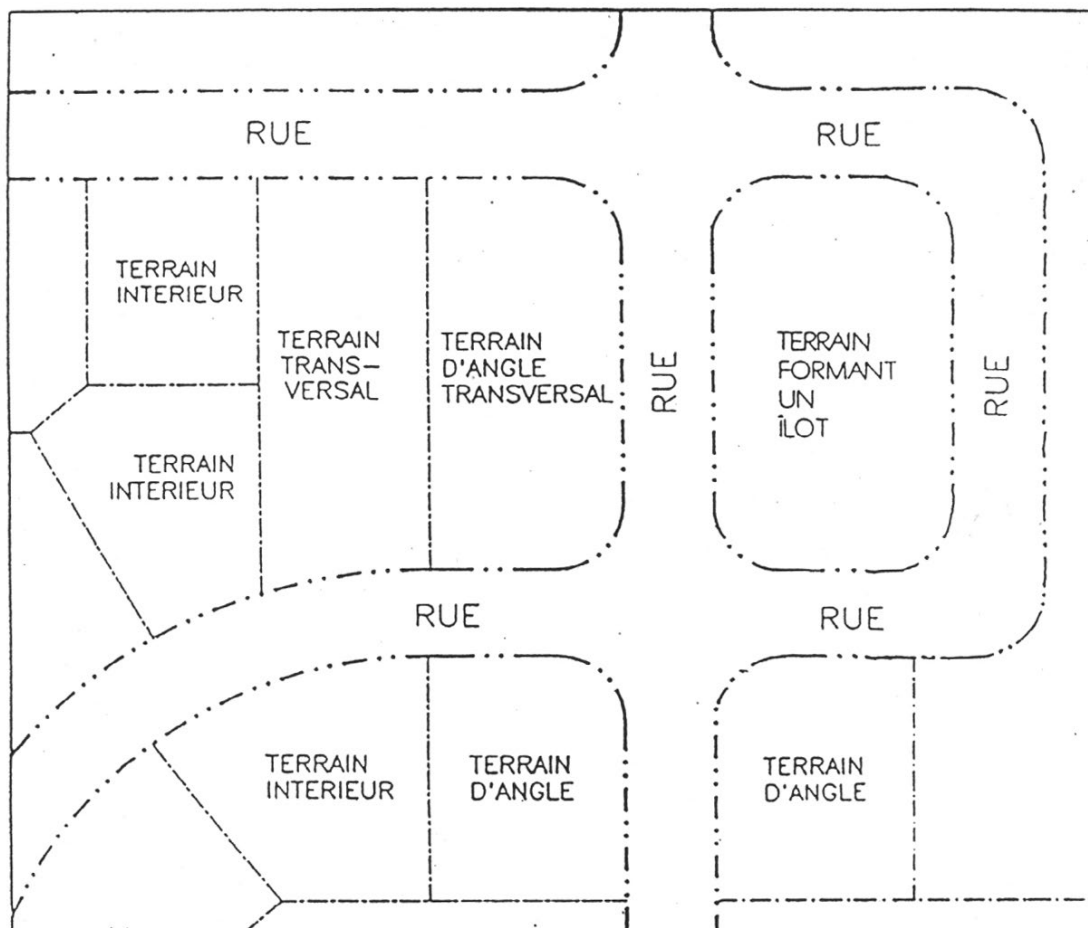 RUE
RUE
TERRAIN
INTERIEUR
TERRAIN
TRANS-
VERSAL
TERRAIN
D'ANGLE
TRANSVERSAL
RUE
TERRAIN
FORMANT
UN
ÎLOT
RUE
TERRAIN
INTERIEUR
RUE
RUE
TERRAIN
INTERIEUR
TERRAIN
D'ANGLE
TERRAIN
D'ANGLE